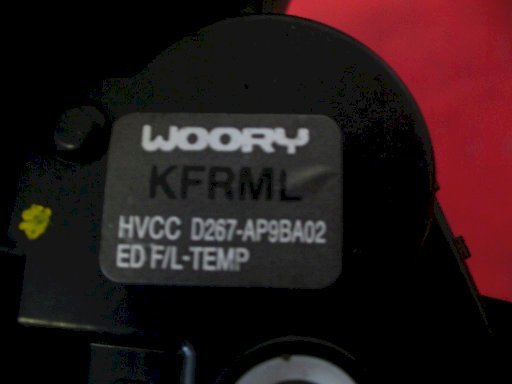 WOORY
KFRML
HVCC D267-AP9BA02
ED F/L-TEMP